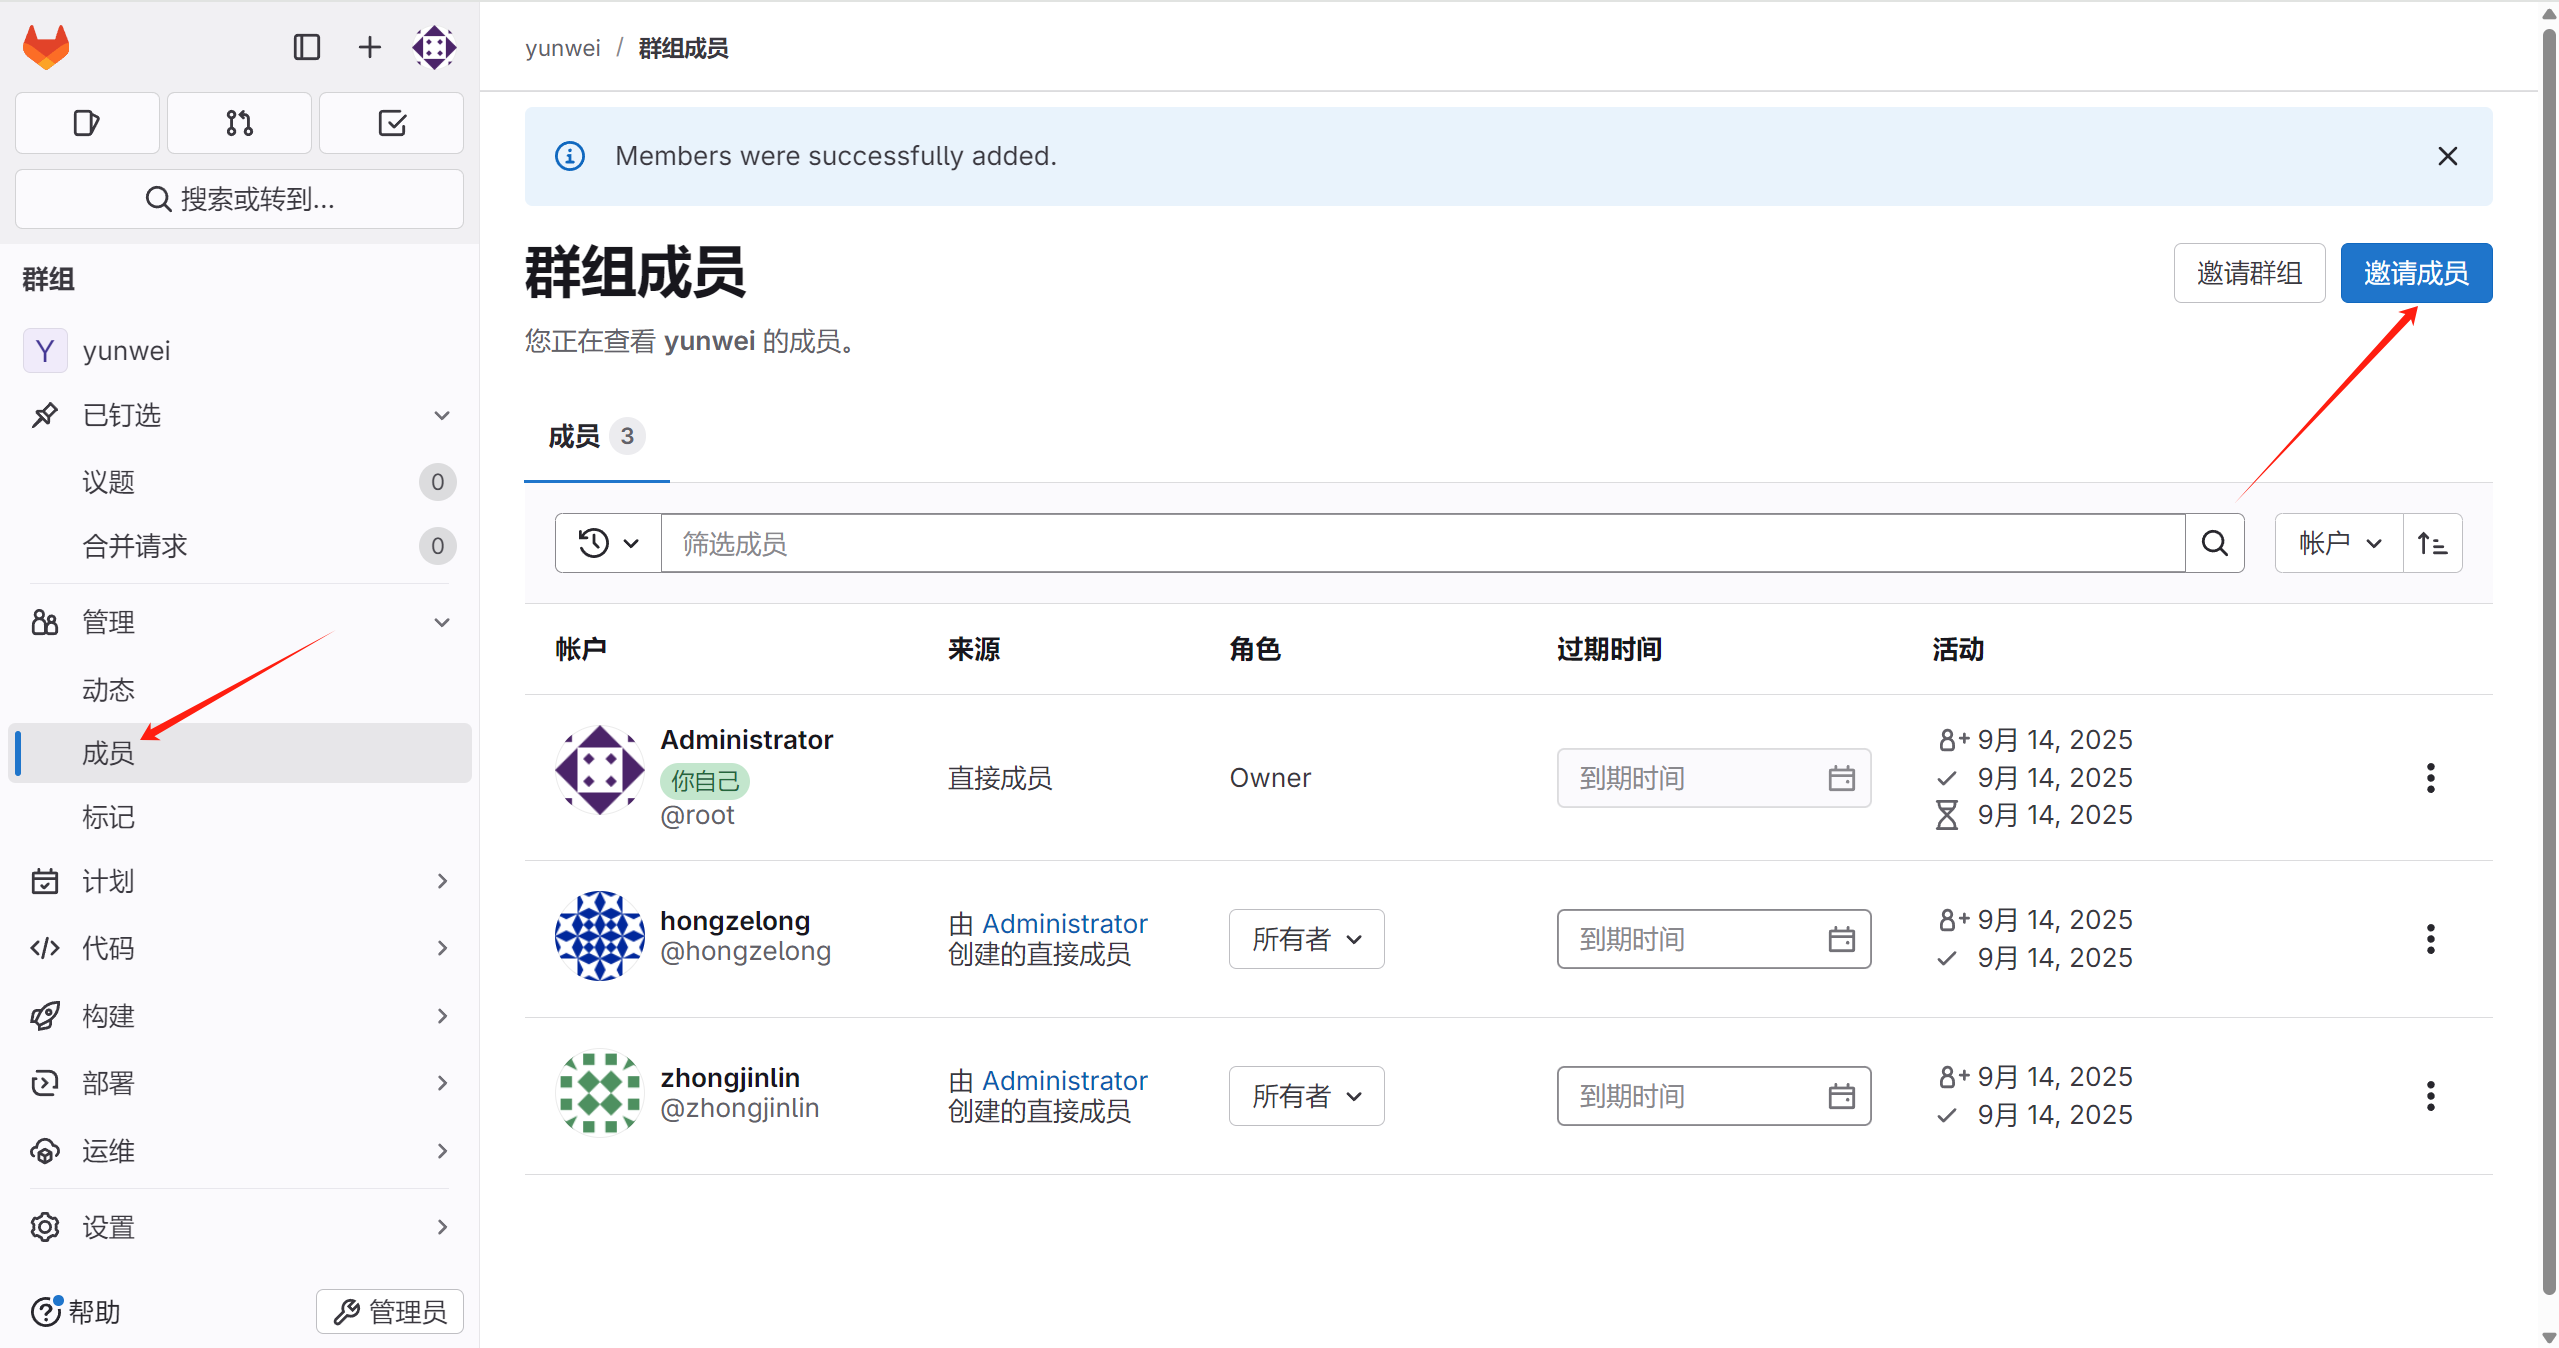 搜索或转到...
群组
Y yunwei
已钉选
议题 0
合并请求 0
管理
动态
成员
标记
计划
代码
构建
部署
运维
设置
帮助
管理员
yunwei / 群组成员
Members were successfully added.
群组成员
邀请群组
邀请成员
您正在查看 yunwei 的成员。
成员 3
筛选成员
帐户
帐户 来源 角色 过期时间 活动
Administrator
你自己
@root
直接成员
Owner
到期时间
9月 14, 2025
9月 14, 2025
9月 14, 2025
hongzelong
@hongzelong
由 Administrator
创建的直接成员
所有者
到期时间
9月 14, 2025
9月 14, 2025
zhongjinlin
@zhongjinlin
由 Administrator
创建的直接成员
所有者
到期时间
9月 14, 2025
9月 14, 2025